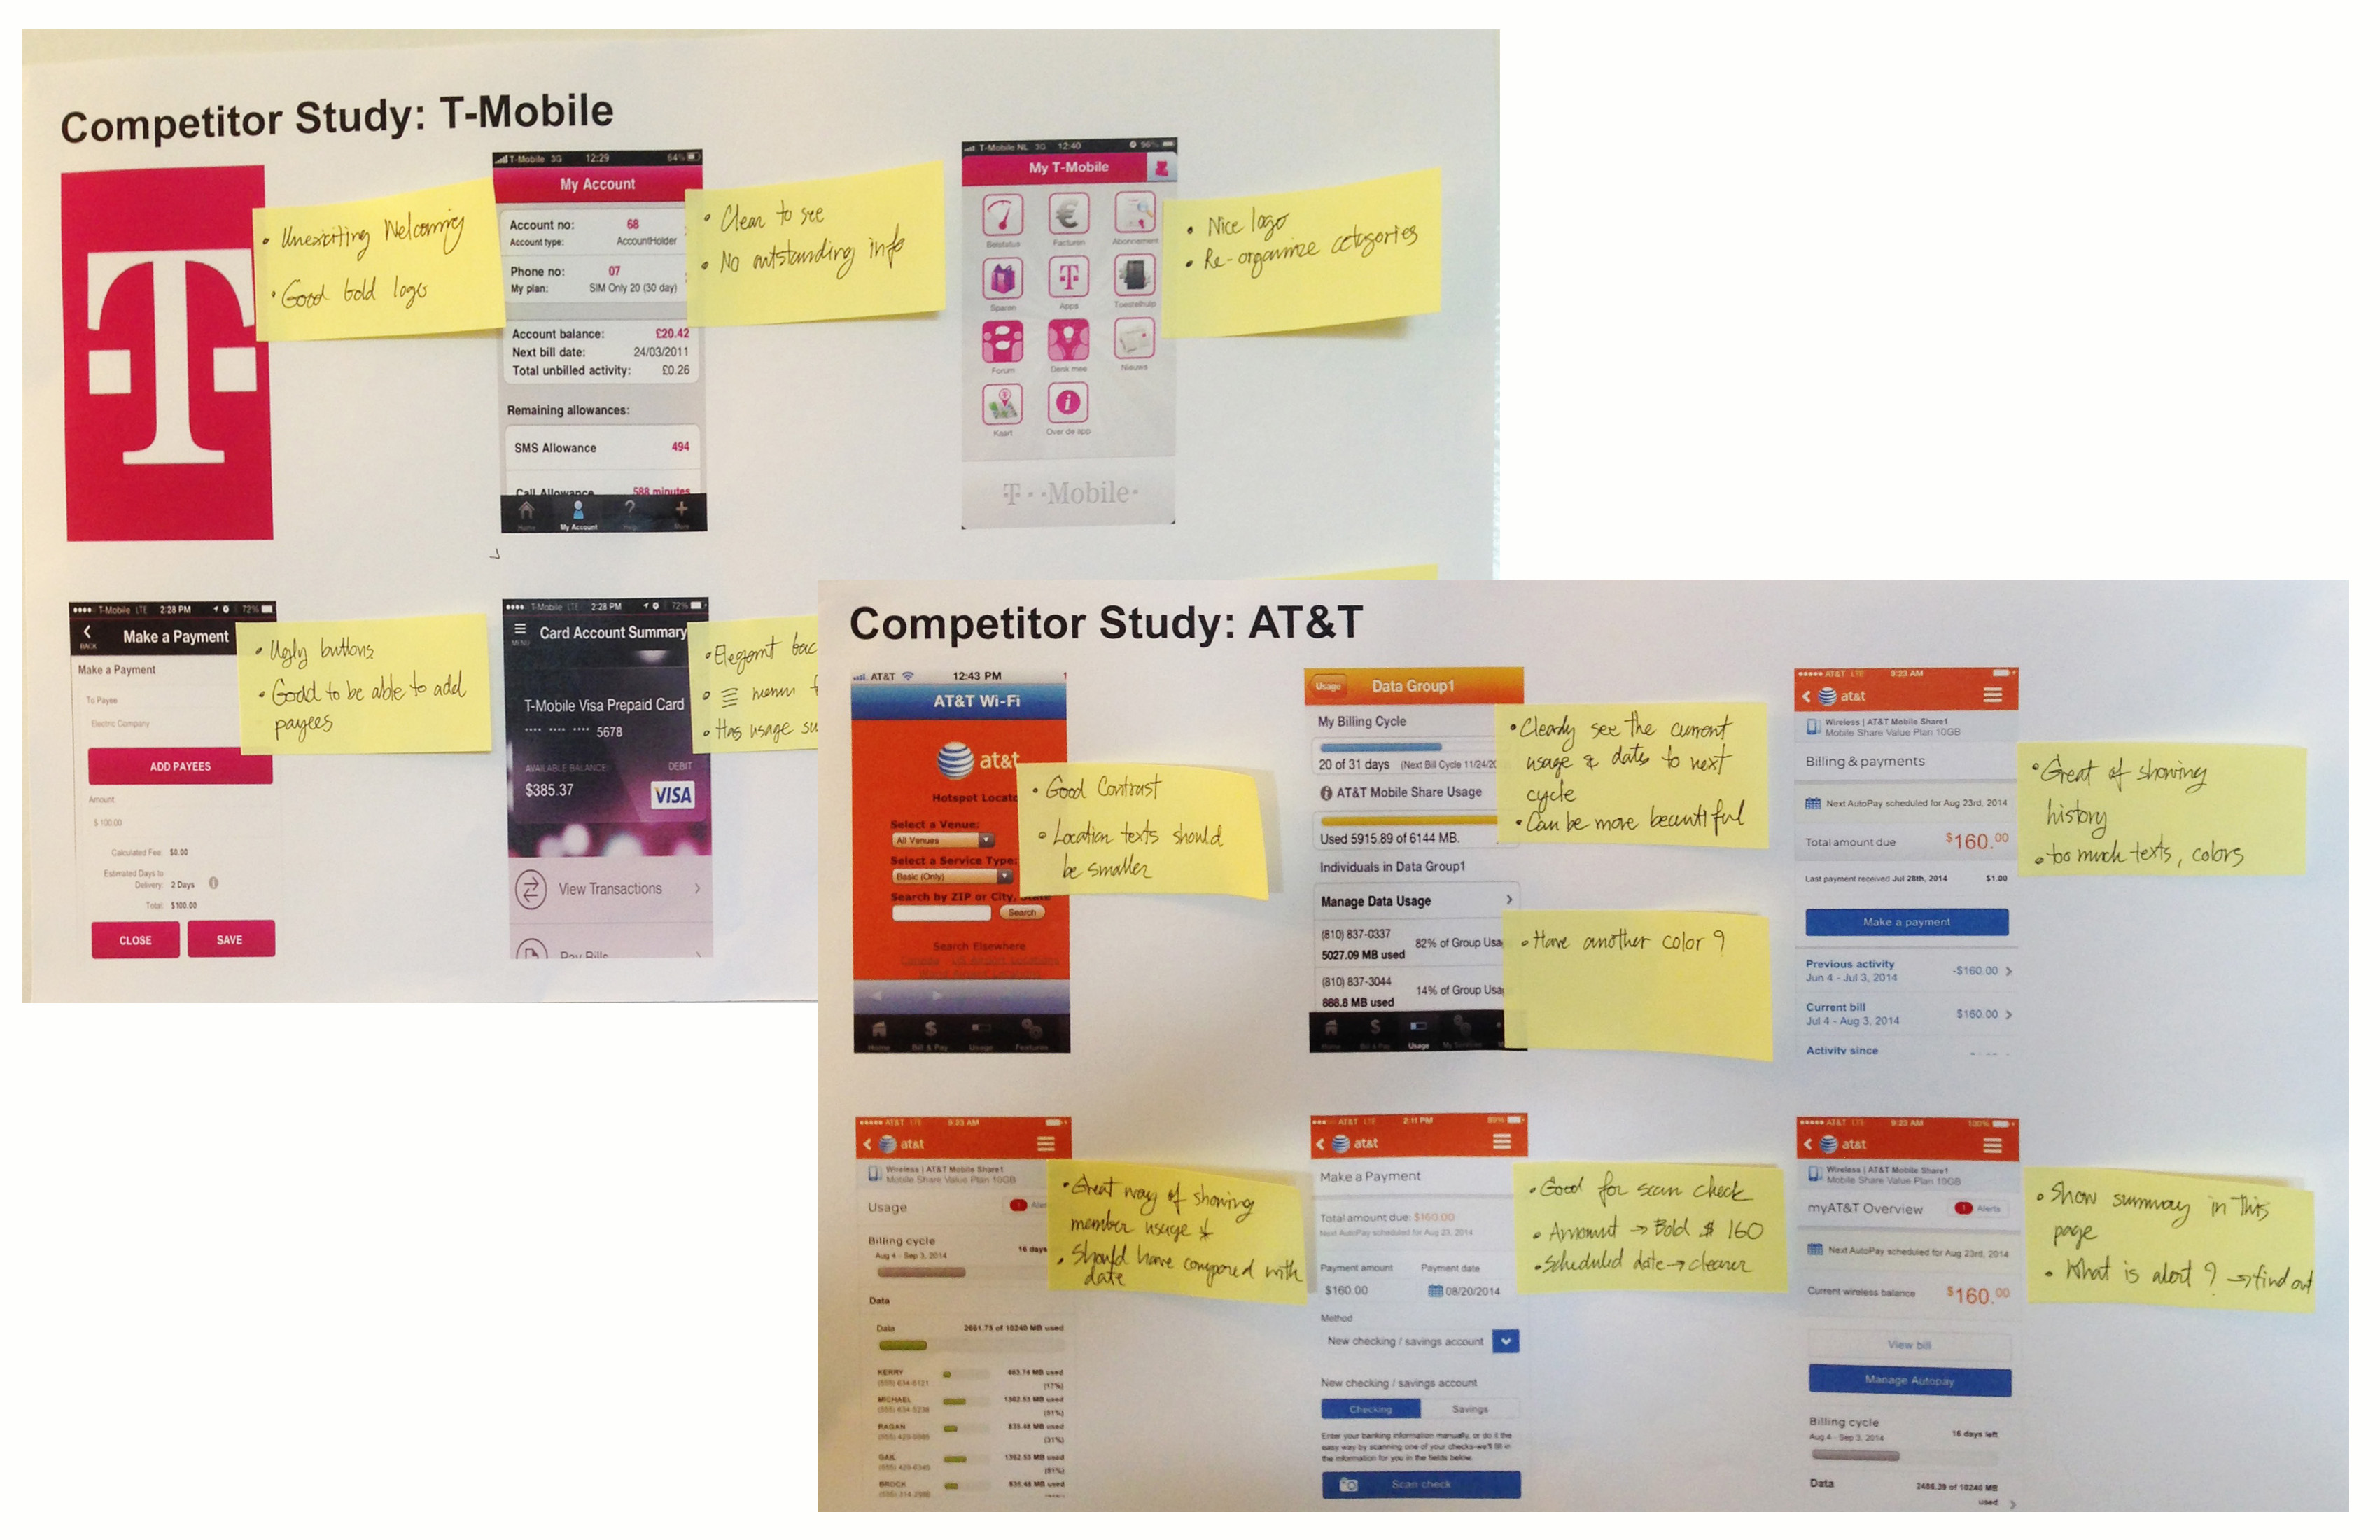 Competitor Study: T-Mobile
T
Unexciting Welcoming
Good bold logo
T-Mobile 3G 12:29 64%
My Account
Account no: 68
Account type: AccountHolder
Phone no: 07
My plan: SIM Only 20 (30 day)
Account balance: £20.42
Next bill date: 24/03/2011
Total unbilled activity: £0.26
Remaining allowances:
SMS Allowance 494
Call Allowance 588 minutes
Home My Account Help More
Clear to see
No outstanding info
T-Mobile NL 3G 12:40 96%
My T-Mobile
Belstatus Facturen Abonnement
Sparen Apps Toestelhulp
Forum Denk mee Nieuws
Kaart Over de app
T··Mobile·
Nice logo
Re-organize categories
T-Mobile LTE 2:28 PM 72%
BACK
Make a Payment
Make a Payment
To Payee
Electric Company
ADD PAYEES
Amount
$ 100.00
Calculated Fee: $0.00
Estimated Days to
Delivery: 2 Days
Total: $100.00
CLOSE SAVE
Ugly buttons
Good to be able to add
payees
T-Mobile LTE 2:28 PM 72%
MENU
Card Account Summary
T-Mobile Visa Prepaid Card
5678
AVAILABLE BALANCE DEBIT
$385.37 VISA
View Transactions
Pay Bills
Elegant
menu
Has usage
Competitor Study: AT&T
AT&T 12:43 PM
AT&T Wi-Fi
at&t
Hotspot
Select a Venue:
All Venues
Select a Service Type:
Basic (Only)
Search by ZIP or City, State
Search
Search Elsewhere
Home Bill & Pay Usage Features
Good Contrast
Location texts should
be smaller
Usage Data Group1
My Billing Cycle
20 of 31 days (Next Bill Cycle 11/24/20
AT&T Mobile Share Usage
Used 5915.89 of 6144 MB.
Individuals in Data Group1
Manage Data Usage
(810) 837-0337
82% of Group Usa
5027.09 MB used
(810) 837-3044
14% of Group Usa
888.8 MB used
Home Bill & Pay Usage My Services
Clearly see the current
usage & dates to next
cycle
Can be more beautiful
Have another color ?
AT&T LTE 9:23 AM
at&t
Wireless | AT&T Mobile Share1
Mobile Share Value Plan 10GB
Billing & payments
Next AutoPay scheduled for Aug 23rd, 2014
Total amount due $160.00
Last payment received Jul 28th, 2014 $1.00
Make a payment
Previous activity
Jun 4 - Jul 3, 2014 -$160.00
Current bill
Jul 4 - Aug 3, 2014 $160.00
Activity since
Great of showing
history
too much texts, colors
AT&T LTE 9:23 AM
at&t
Wireless | AT&T Mobile Share1
Mobile Share Value Plan 10GB
Usage 1
Billing cycle
Aug 4 - Sep 3, 2014 16 days
Data
Data 2661.75 of 10240 MB used
KERRY 463.74 MB used
(555) 634-6121 (17%)
MICHAEL 1362.53 MB used
(555) 634-5238 (51%)
RAGAN 835.48 MB used
(31%)
GAIL 1362.53 MB used
(51%)
BROCK 835.48 MB used
Great way of showing
member usage
Should have compared with
date
AT&T LTE 2:11 PM 89%
at&t
Make a Payment
Total amount due: $160.00
Next AutoPay scheduled for Aug 23, 2014
Payment amount Payment date
$160.00 08/20/2014
Method
New checking / savings account
New checking / savings account
Checking Savings
Enter your banking information manually, or do it the
easy way by scanning one of your checks-we'll fill in
the information for you in the fields below.
Scan check
Good for scan check
Amount → Bold $ 160
Scheduled date → cleaner
AT&T LTE 9:23 AM 100%
at&t
Wireless | AT&T Mobile Share1
Mobile Share Value Plan 10GB
myAT&T Overview 1 Alerts
Next AutoPay scheduled for Aug 23rd, 2014
Current wireless balance $160.00
View bill
Manage Autopay
Billing cycle
Aug 4 - Sep 3, 2014 16 days left
Data 2486.39 of 10240 MB
used
Show summary in this
page
What is alert ? → find out